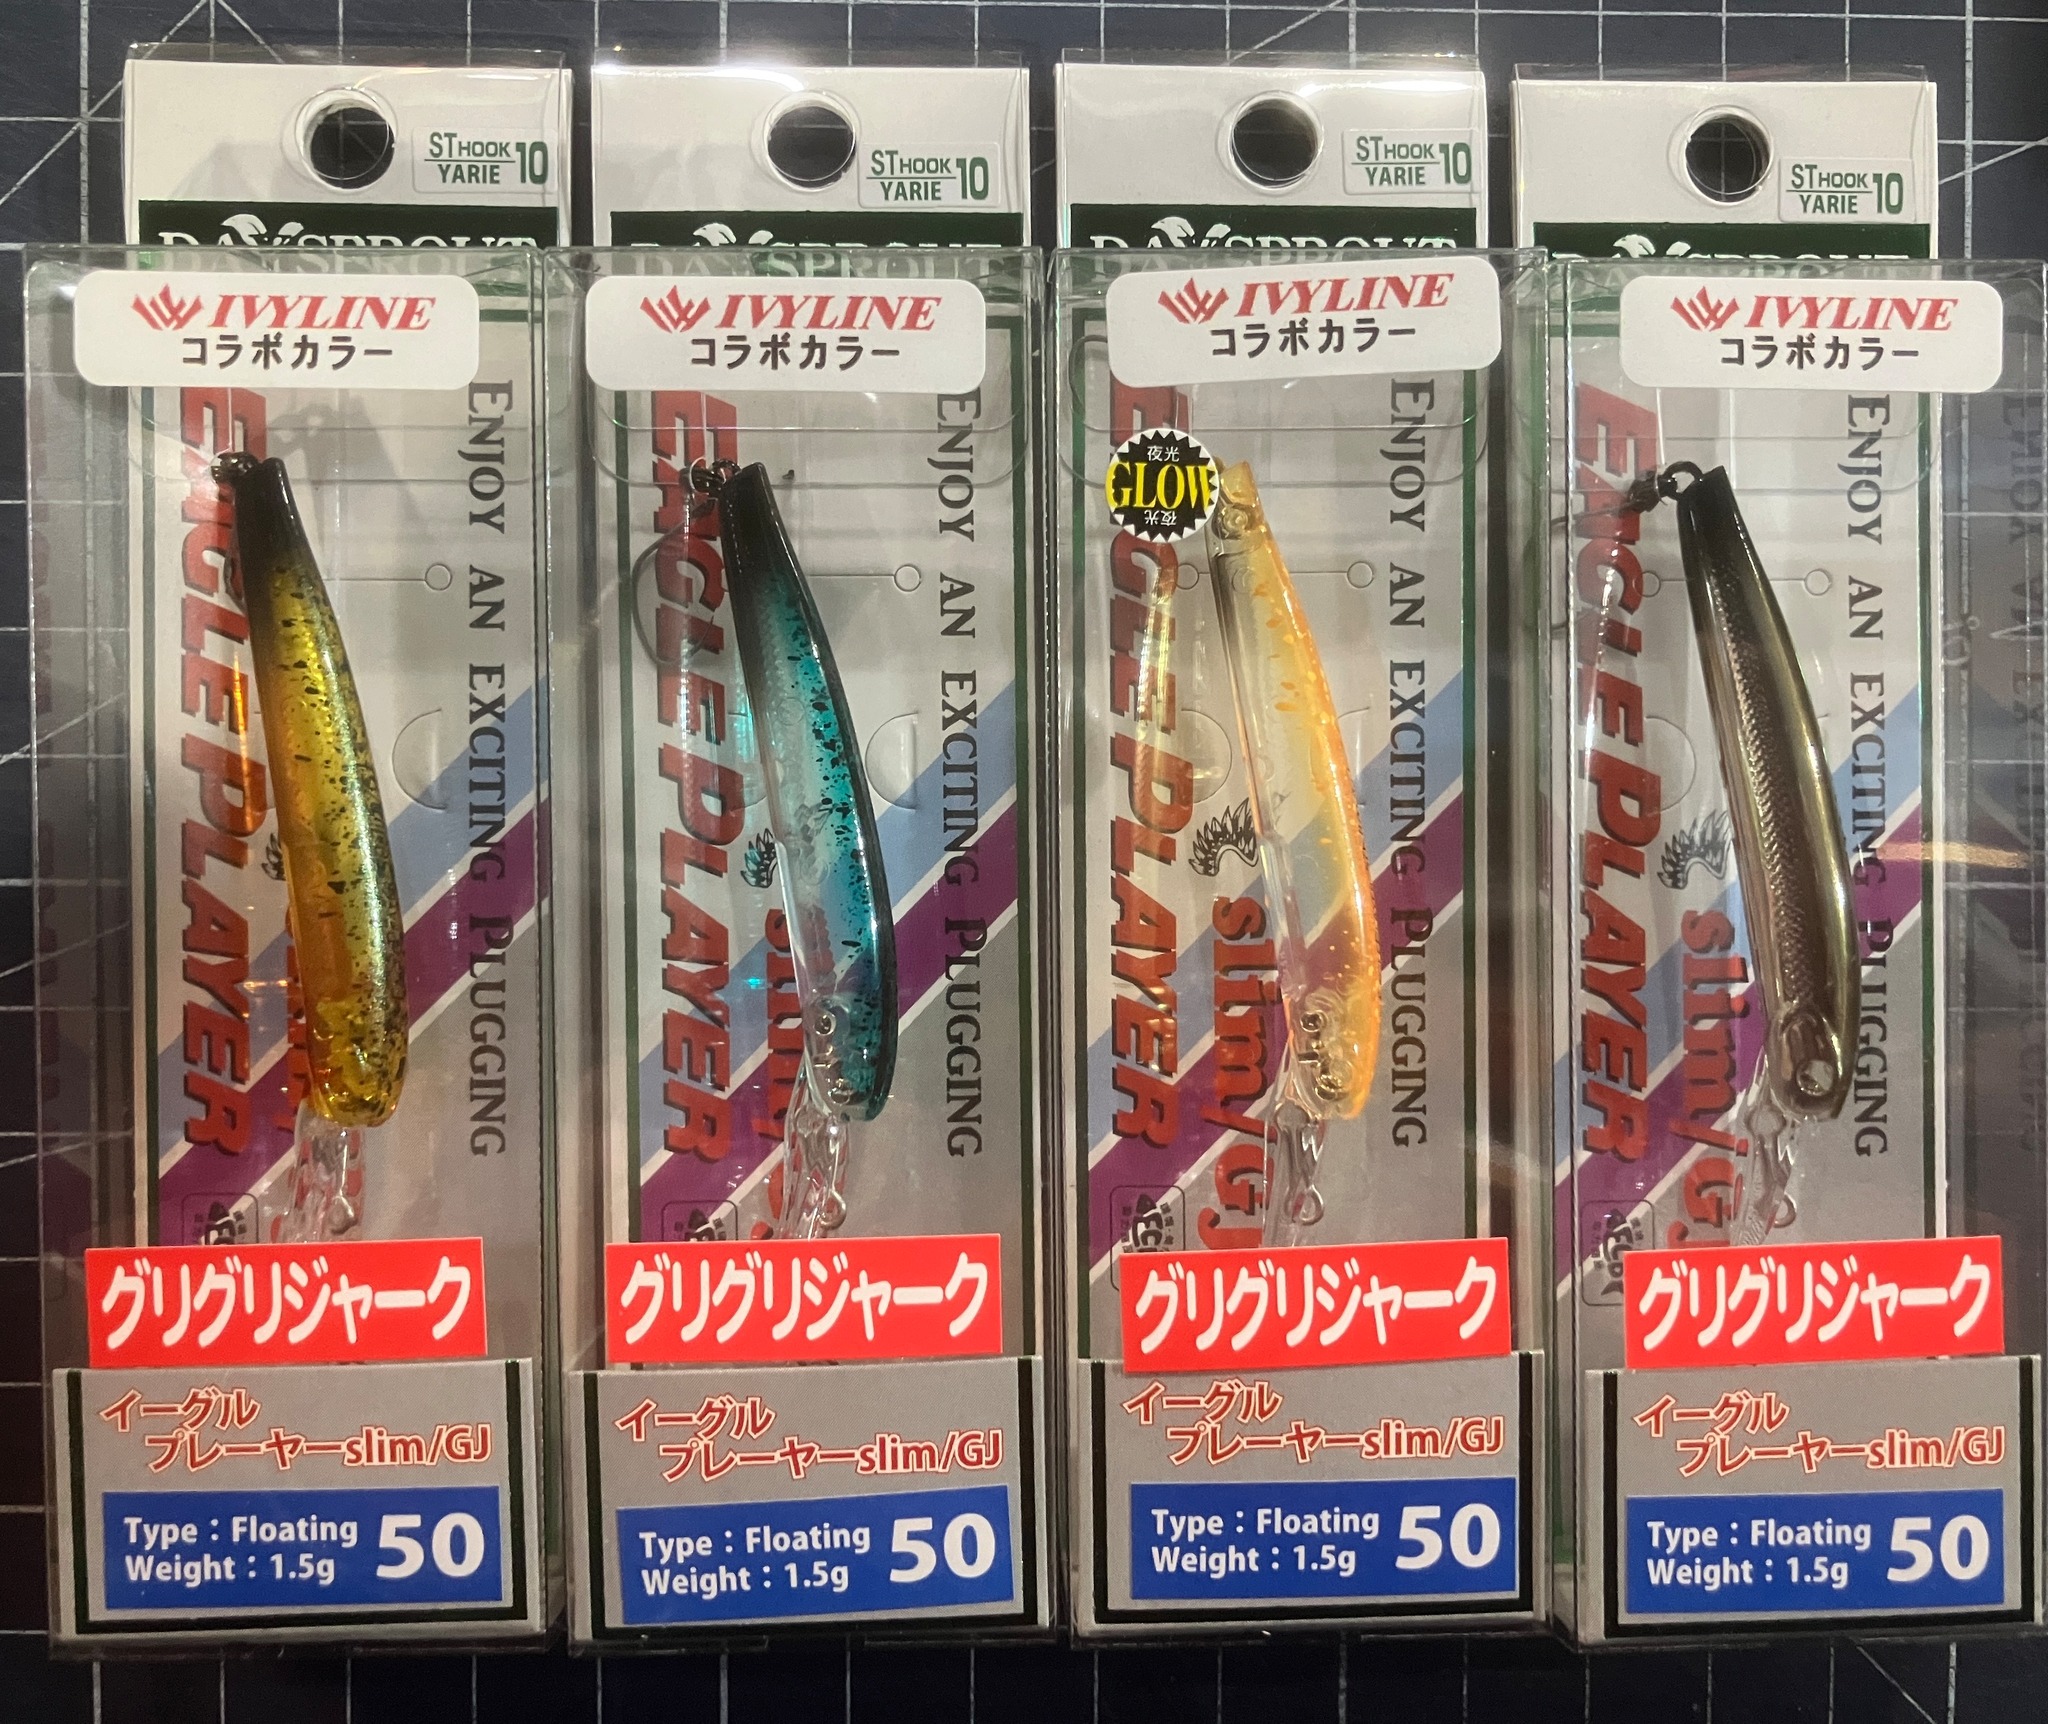 ST HOOK 10
YARIE
DAYSPROUT
IVYLINE
コラボカラー
EAGLE PLAYER
ENJOY AN EXCITING PLUGGING
グリグリジャーク
イーグル
プレーヤーslim/GJ
Type：Floating
Weight：1.5g
50
ST HOOK 10
YARIE
DAYSPROUT
IVYLINE
コラボカラー
EAGLE PLAYER
slim/
ENJOY AN EXCITING PLUGGING
グリグリジャーク
イーグル
プレーヤーslim/GJ
Type：Floating
Weight：1.5g
50
ST HOOK 10
YARIE
DAYSPROUT
IVYLINE
コラボカラー
夜光
GLOW
夜光
EAGLE PLAYER
slim/GJ
ENJOY AN EXCITING PLUGGING
グリグリジャーク
イーグル
プレーヤーslim/GJ
Type：Floating
Weight：1.5g
50
ST HOOK 10
YARIE
DAYSPROUT
IVYLINE
コラボカラー
EAGLE PLAYER
slim/GJ
ENJOY AN EXCITING PLUGGING
グリグリジャーク
イーグル
プレーヤーslim/GJ
Type：Floating
Weight：1.5g
50